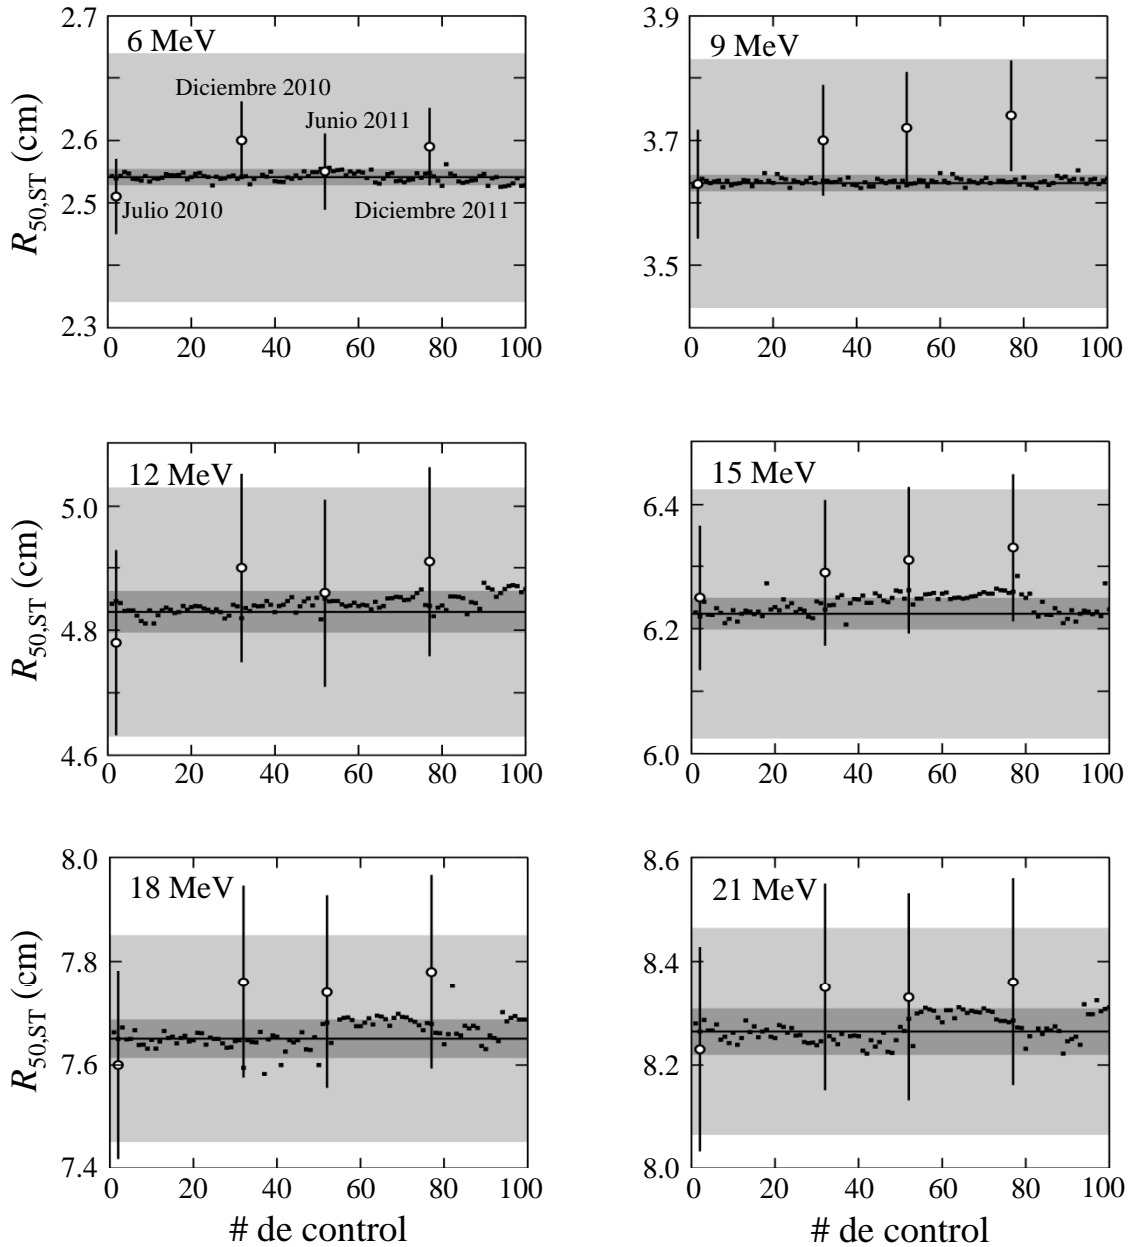 2.7
6 MeV
Diciembre 2010
2.6
Junio 2011
2.5
Julio 2010
Diciembre 2011
2.3
R50,ST (cm)
0 20 40 60 80 100
3.9
9 MeV
3.7
3.5
0 20 40 60 80 100
12 MeV
5.0
4.8
4.6
R50,ST (cm)
0 20 40 60 80 100
15 MeV
6.4
6.2
6.0
0 20 40 60 80 100
8.0
18 MeV
7.8
7.6
7.4
R50,ST (cm)
0 20 40 60 80 100
# de control
8.6
21 MeV
8.4
8.2
8.0
0 20 40 60 80 100
# de control